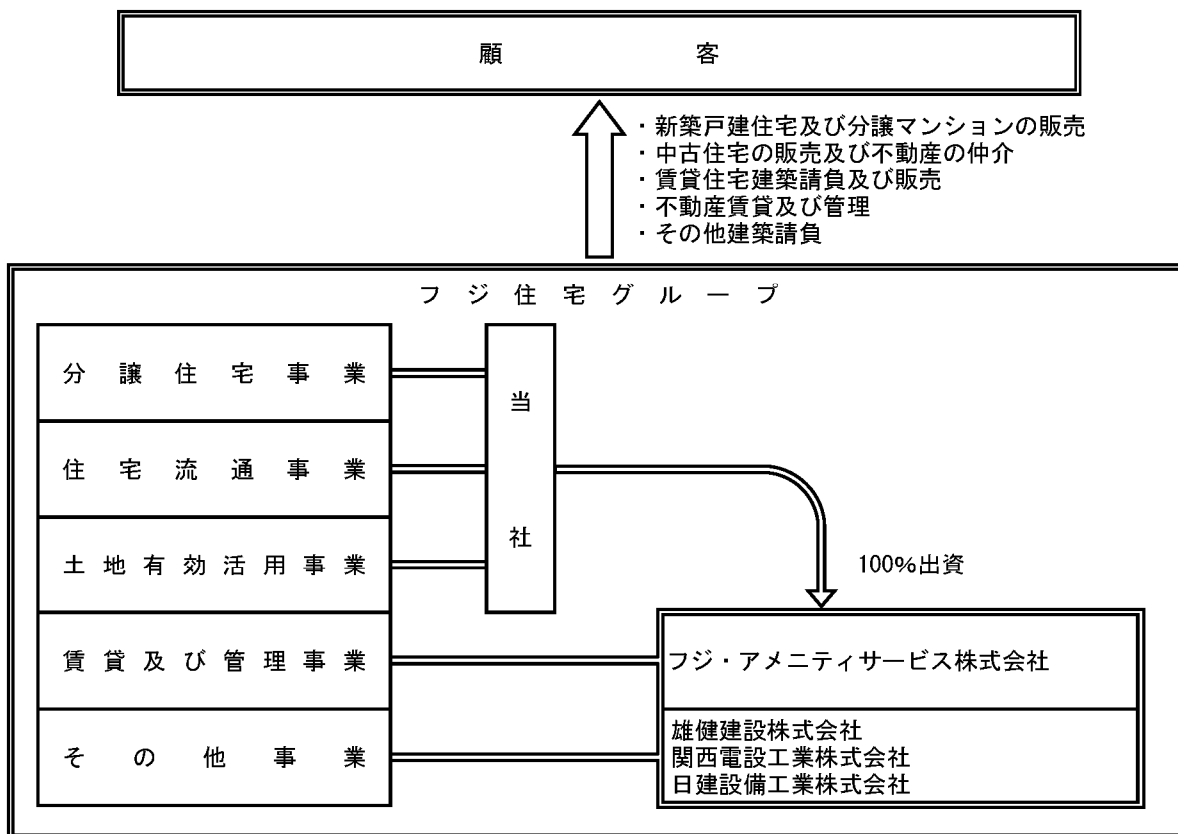 顧客
・新築戸建住宅及び分譲マンションの販売
・中古住宅の販売及び不動産の仲介
・賃貸住宅建築請負及び販売
・不動産賃貸及び管理
・その他建築請負
フジ住宅グループ
分譲住宅事業
住宅流通事業
土地有効活用事業
賃貸及び管理事業
その他事業
当社
100%出資
フジ・アメニティサービス株式会社
雄健建設株式会社
関西電設工業株式会社
日建設備工業株式会社